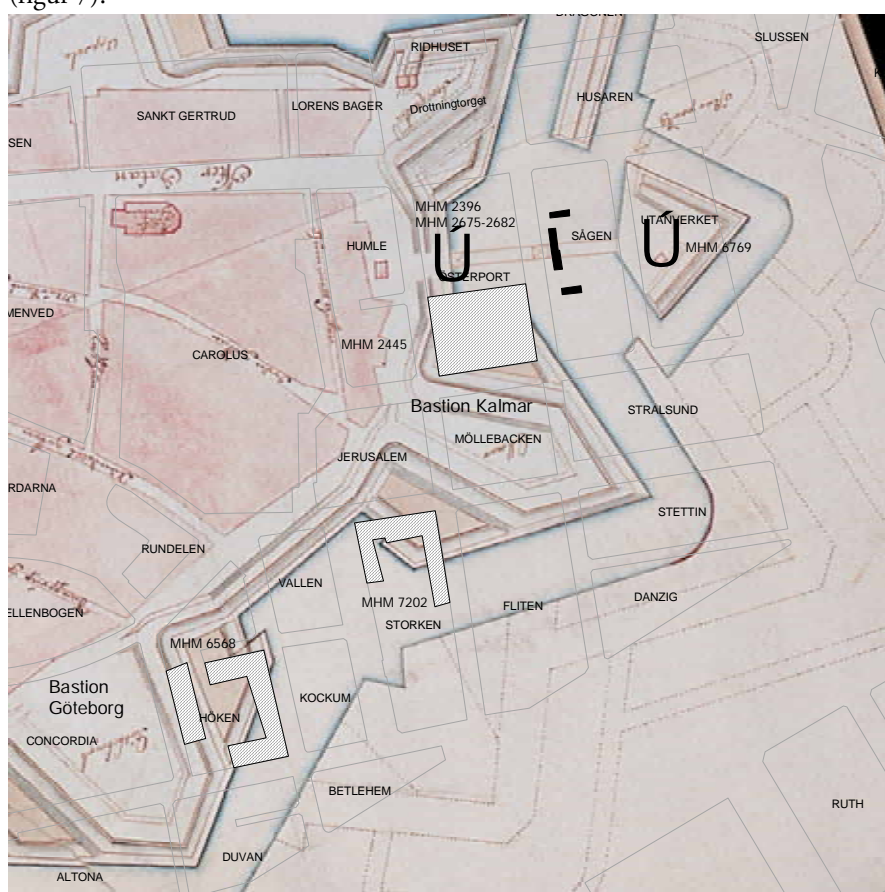 (figur 7).
RIDHUSET
SLUSSEN
SANKT GERTRUD
LORENS BAGER
Drottningtorget
HUSAREN
SEN
MHM 2396
MHM 2675-2682
UTANVERKET
HUMLE
SÅGEN
MHM 6769
Ú
Ú
ÖSTERPORT
MENVED
MHM 2445
CAROLUS
Bastion Kalmar
STRALSUND
MÖLLEBACKEN
JERUSALEM
RDARNA
STETTIN
RUNDELEN
VALLEN
MHM 7202
FLITEN
DANZIG
ELLENBOGEN
STORKEN
MHM 6568
Bastion
Göteborg
KOCKUM
HÖKEN
CONCORDIA
BETLEHEM
RUTH
DUVAN
ALTONA